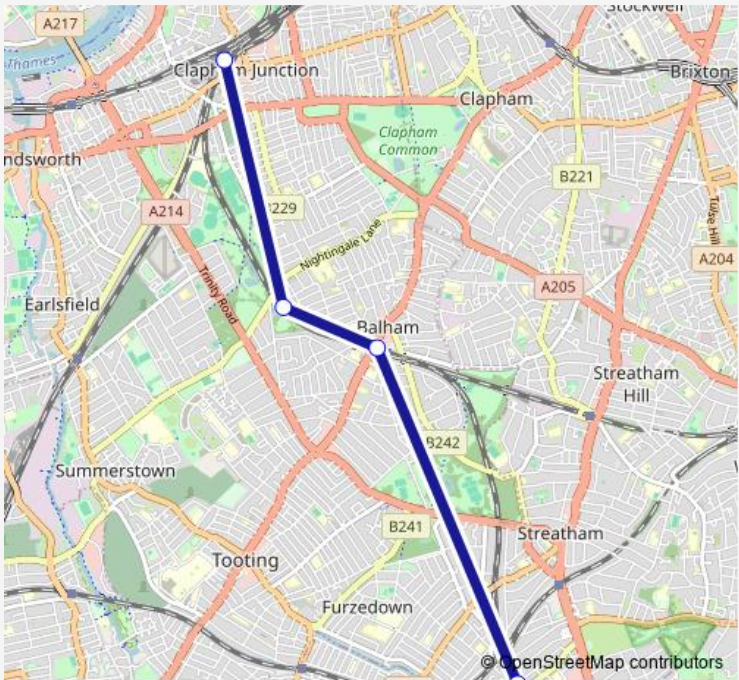 Stockwell
A217
Thames
Clapham Junction
Brixton
Clapham
Clapham
Common
ndsworth
B221
A214
B229
Tulse Hill
Nightingale Lane
A204
Trinity Road
A205
Earlsfield
Balham
Streatham
Hill
B242
Summerstown
B241
Streatham
Tooting
Furzedown
© OpenStreetMap contributors